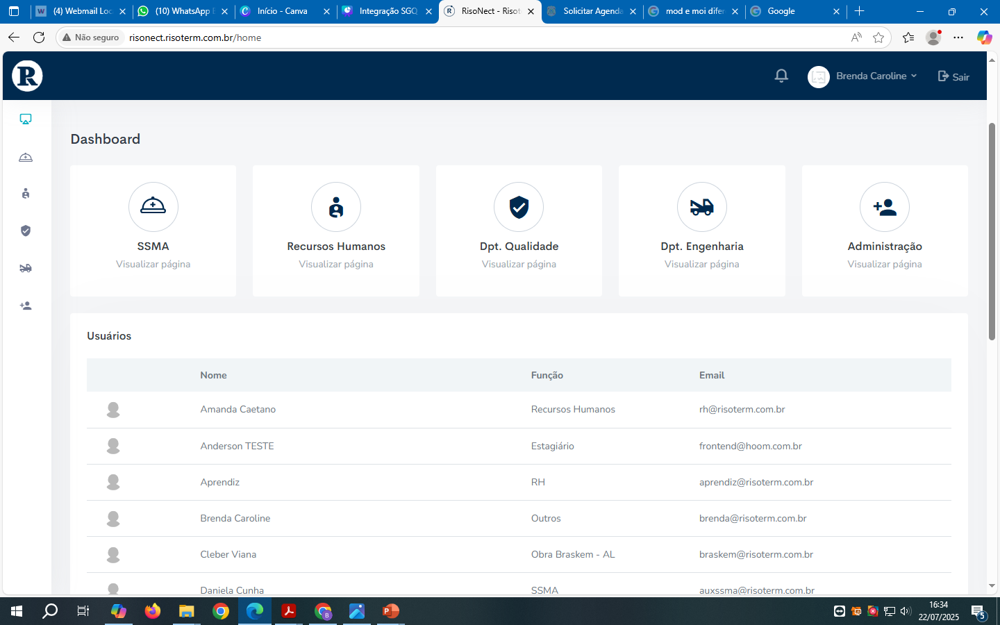 (4) Webmail Loc
(10) WhatsApp
Início - Canva
Integração SGQ
RisoNect - Risot
Solicitar Agenda
mod e moi difer
Google
Não seguro
risonect.risoterm.com.br/home
R
Brenda Caroline
Sair
Dashboard
SSMA
Visualizar página
Recursos Humanos
Visualizar página
Dpt. Qualidade
Visualizar página
Dpt. Engenharia
Visualizar página
Administração
Visualizar página
Usuários
Nome Função Email
Amanda Caetano Recursos Humanos rh@risoterm.com.br
Anderson TESTE Estagiário frontend@hoom.com.br
Aprendiz RH aprendiz@risoterm.com.br
Brenda Caroline Outros brenda@risoterm.com.br
Cleber Viana Obra Braskem - AL braskem@risoterm.com.br
Daniela Cunha SSMA auxssma@risoterm.com.br
16:34
22/07/2025
5